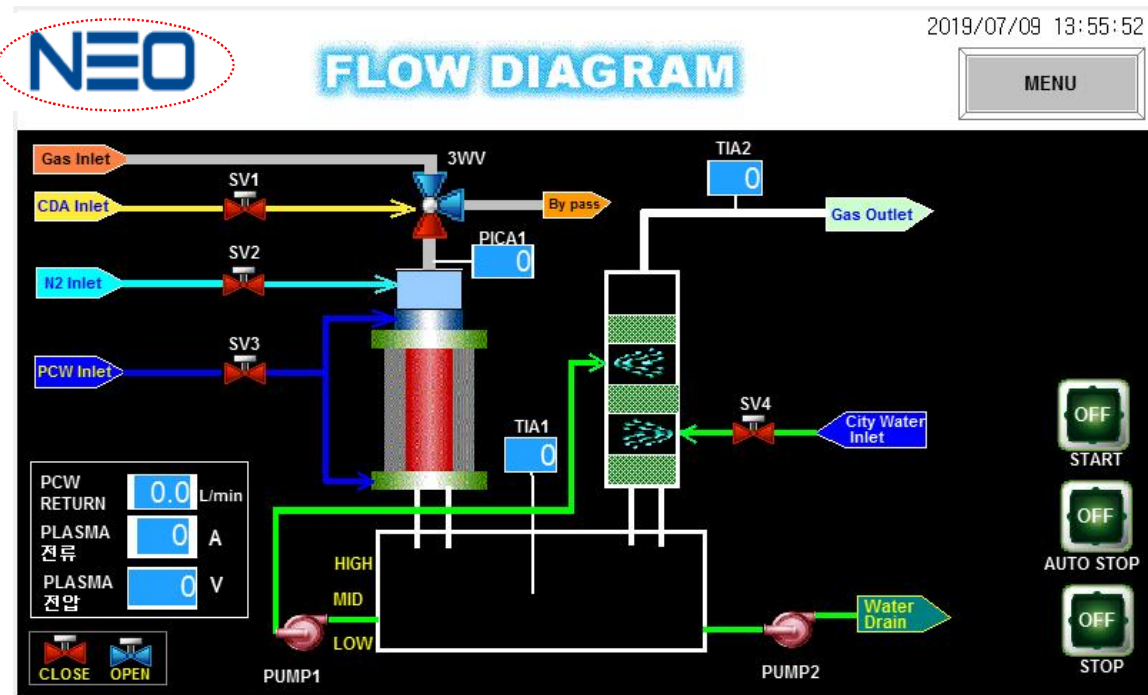 2019/07/09 13:55:52
NEO
FLOW DIAGRAM
MENU
Gas Inlet
3WV
TIA2
0
SV1
CDA Inlet
By pass
Gas Outlet
PICA1
0
SV2
N2 Inlet
SV3
PCW Inlet
SV4
City Water
Inlet
TIA1
0
OFF
START
PCW
RETURN
0.0 L/min
PLASMA
전류
0 A
PLASMA
전압
0 V
OFF
AUTO STOP
HIGH
MID
LOW
Water
Drain
OFF
STOP
CLOSE
OPEN
PUMP1
PUMP2